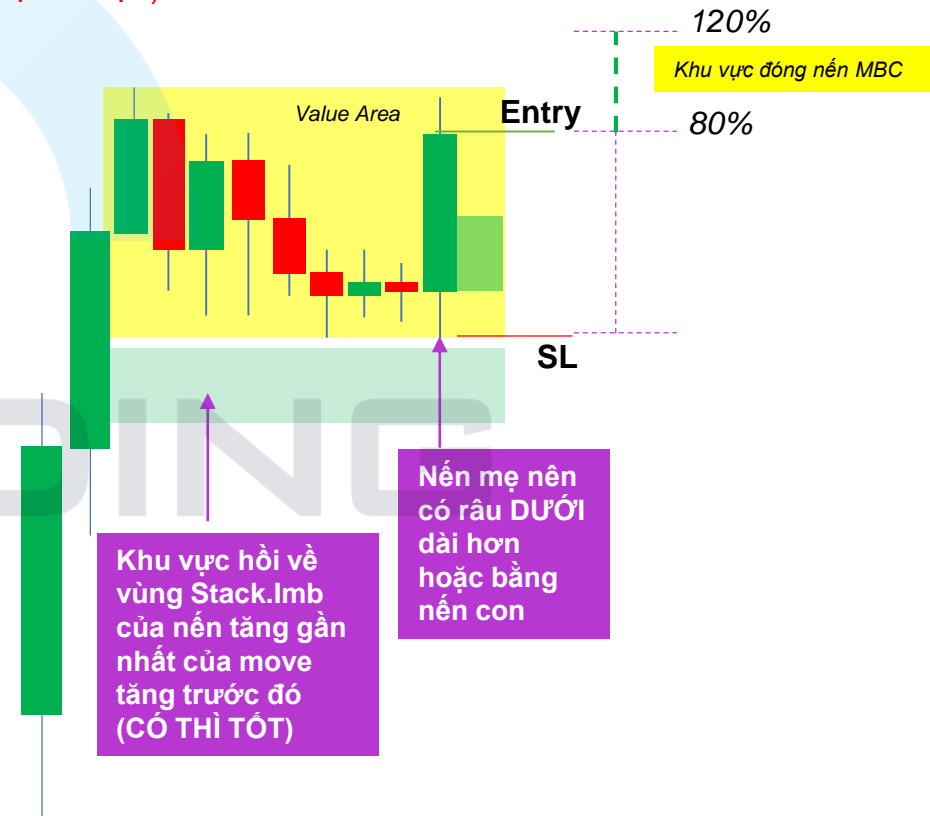 120%
Khu vực đóng nến MBC
Value Area
Entry
80%
SL
DING
Nến mẹ nên
có râu DƯỚI
dài hơn
hoặc bằng
nến con
Khu vực hồi về
vùng Stack.Imb
của nến tăng gần
nhất của move
tăng trước đó
(CÓ THÌ TỐT)